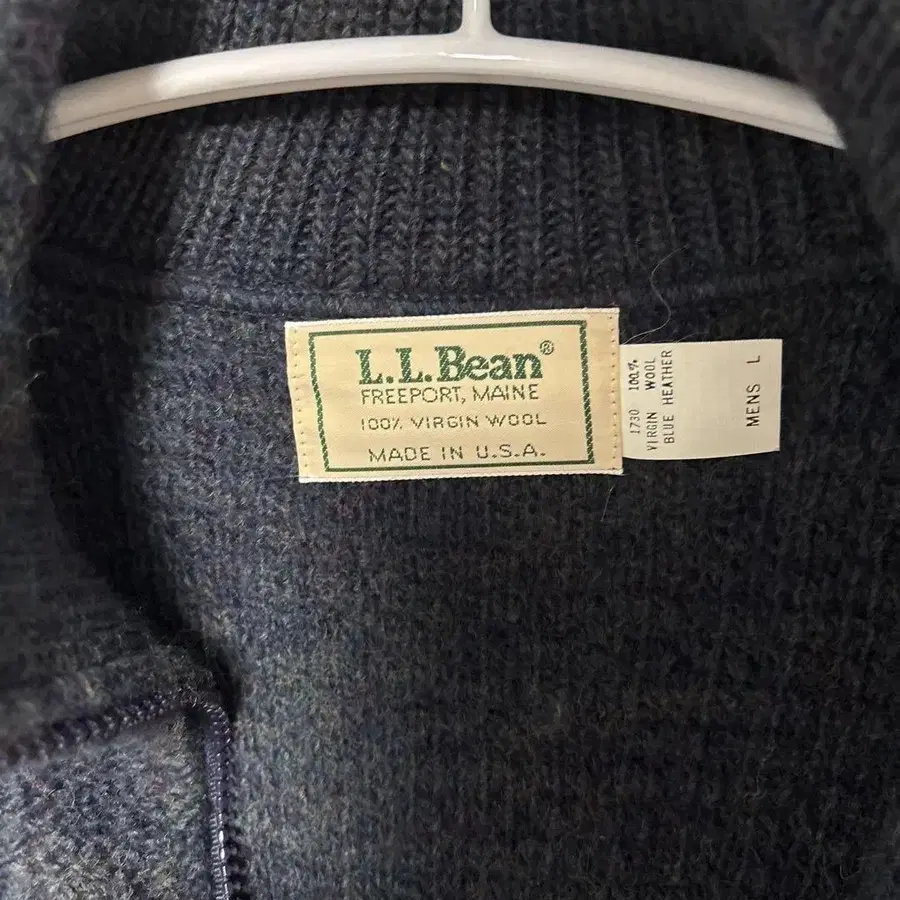 L.L.Bean®
FREEPORT, MAINE
100% VIRGIN WOOL
MADE IN U.S.A.
1730 100%
VIRGIN WOOL
BLUE HEATHER
MENS L